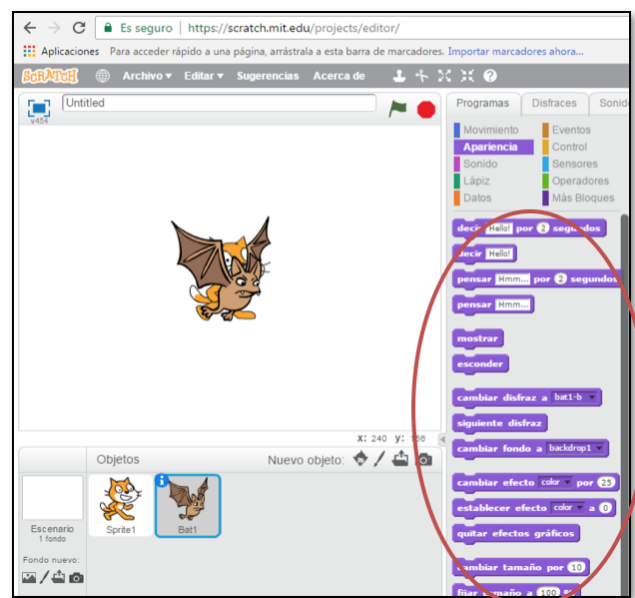 Es seguro | https://scratch.mit.edu/projects/editor/
Aplicaciones Para acceder rápido a una página, arrástrala a esta barra de marcadores. Importar marcadores ahora...
SCRATCH Archivo Editar Sugerencias Acerca de
Untitled
v454
Programas Disfraces Sonid
Movimiento Eventos
Apariencia Control
Sonido Sensores
Lápiz Operadores
Datos Más Bloques
decir Hello! por 2 segundos
decir Hello!
pensar Hmm... por 2 segundos
pensar Hmm...
mostrar
esconder
cambiar disfraz a bat1-b
siguiente disfraz
cambiar fondo a backdrop1
cambiar efecto color por 25
establecer efecto color a 0
quitar efectos gráficos
cambiar tamaño por 10
fijar tamaño a 100 %
x: 240 y:
Objetos Nuevo objeto:
Escenario
1 fondo
Sprite1 Bat1
Fondo nuevo: